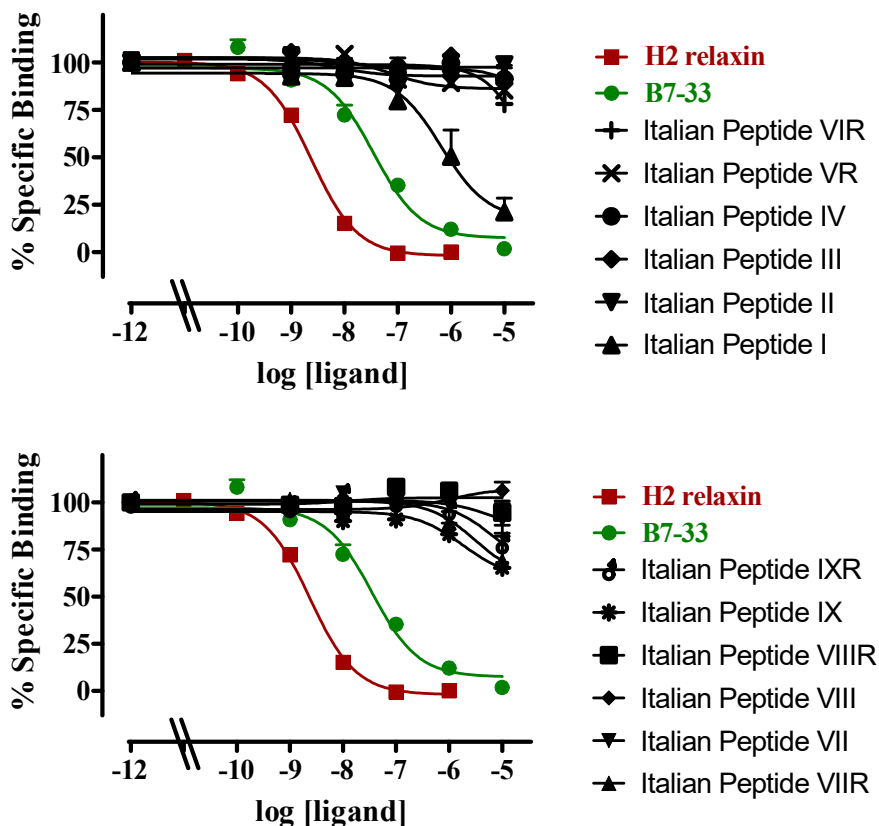 % Specific Binding
100
75
50
25
0
-12
-10
-9
-8
-7
-6
-5
log [ligand]
H2 relaxin
B7-33
Italian Peptide VIR
Italian Peptide VR
Italian Peptide IV
Italian Peptide III
Italian Peptide II
Italian Peptide I
% Specific Binding
100
75
50
25
0
-12
-10
-9
-8
-7
-6
-5
log [ligand]
H2 relaxin
B7-33
Italian Peptide IXR
Italian Peptide IX
Italian Peptide VIIIR
Italian Peptide VIII
Italian Peptide VII
Italian Peptide VIIR